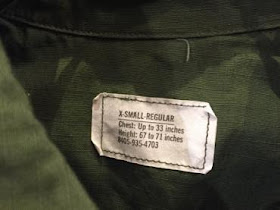 X-SMALL-REGULAR
Chest: Up to 33 inches
Height: 67 to 71 inches
8405-935-4703